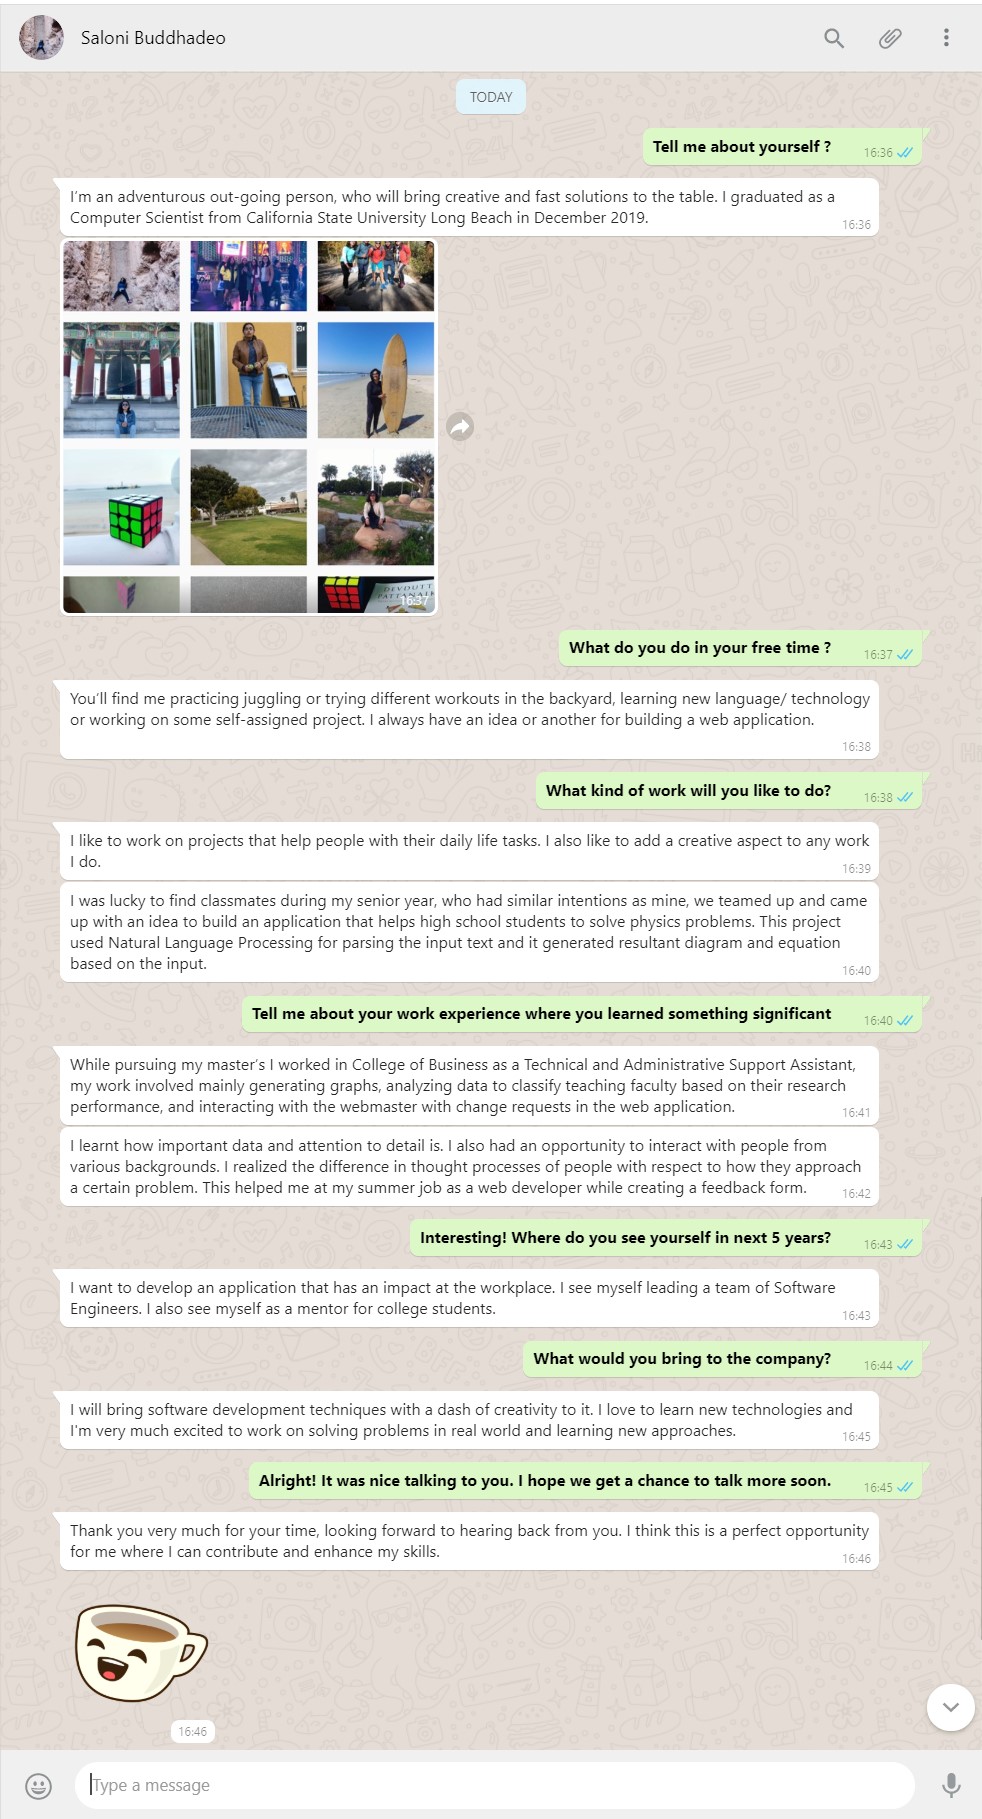 Saloni Buddhadeo
TODAY
Tell me about yourself ?
16:36
I'm an adventurous out-going person, who will bring creative and fast solutions to the table. I graduated as a
Computer Scientist from California State University Long Beach in December 2019.
16:36
DEVDUTT
PATTANAIK
16:37
What do you do in your free time ?
16:37
You'll find me practicing juggling or trying different workouts in the backyard, learning new language/ technology
or working on some self-assigned project. I always have an idea or another for building a web application.
16:38
What kind of work will you like to do?
16:38
I like to work on projects that help people with their daily life tasks. I also like to add a creative aspect to any work
I do.
16:39
I was lucky to find classmates during my senior year, who had similar intentions as mine, we teamed up and came
up with an idea to build an application that helps high school students to solve physics problems. This project
used Natural Language Processing for parsing the input text and it generated resultant diagram and equation
based on the input.
16:40
Tell me about your work experience where you learned something significant
16:40
While pursuing my master's I worked in College of Business as a Technical and Administrative Support Assistant,
my work involved mainly generating graphs, analyzing data to classify teaching faculty based on their research
performance, and interacting with the webmaster with change requests in the web application.
16:41
I learnt how important data and attention to detail is. I also had an opportunity to interact with people from
various backgrounds. I realized the difference in thought processes of people with respect to how they approach
a certain problem. This helped me at my summer job as a web developer while creating a feedback form.
16:42
Interesting! Where do you see yourself in next 5 years?
16:43
I want to develop an application that has an impact at the workplace. I see myself leading a team of Software
Engineers. I also see myself as a mentor for college students.
16:43
What would you bring to the company?
16:44
I will bring software development techniques with a dash of creativity to it. I love to learn new technologies and
I'm very much excited to work on solving problems in real world and learning new approaches.
16:45
Alright! It was nice talking to you. I hope we get a chance to talk more soon.
16:45
Thank you very much for your time, looking forward to hearing back from you. I think this is a perfect opportunity
for me where I can contribute and enhance my skills.
16:46
16:46
Type a message